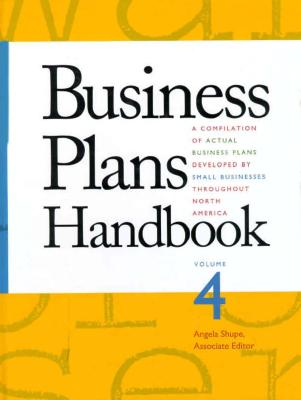 Business
Plans
Handbook
A COMPILATION
OF ACTUAL
BUSINESS PLANS
DEVELOPED BY
SMALL BUSINESSES
THROUGHOUT
NORTH
AMERICA
VOLUME
4
Angela Shupe,
Associate Editor